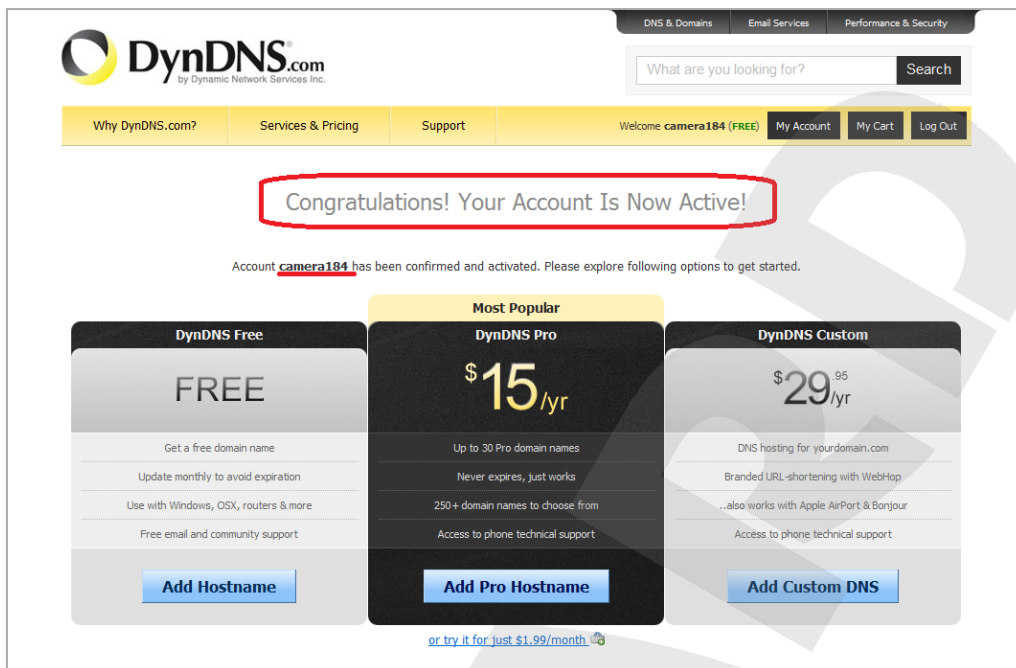 DNS & Domains Email Services Performance & Security
DynDNS.com
by Dynamic Network Services Inc.
What are you looking for? Search
Why DynDNS.com? Services & Pricing Support Welcome camera184 (FREE) My Account My Cart Log Out
Congratulations! Your Account Is Now Active!
Account camera184 has been confirmed and activated. Please explore following options to get started.
Most Popular
DynDNS Free DynDNS Pro DynDNS Custom
FREE $15/yr $29.95/yr
Get a free domain name Up to 30 Pro domain names DNS hosting for yourdomain.com
Update monthly to avoid expiration Never expires, just works Branded URL-shortening with WebHop
Use with Windows, OSX, routers & more 250+ domain names to choose from ..also works with Apple AirPort & Bonjour
Free email and community support Access to phone technical support Access to phone technical support
Add Hostname Add Pro Hostname Add Custom DNS
or try it for just $1.99/month